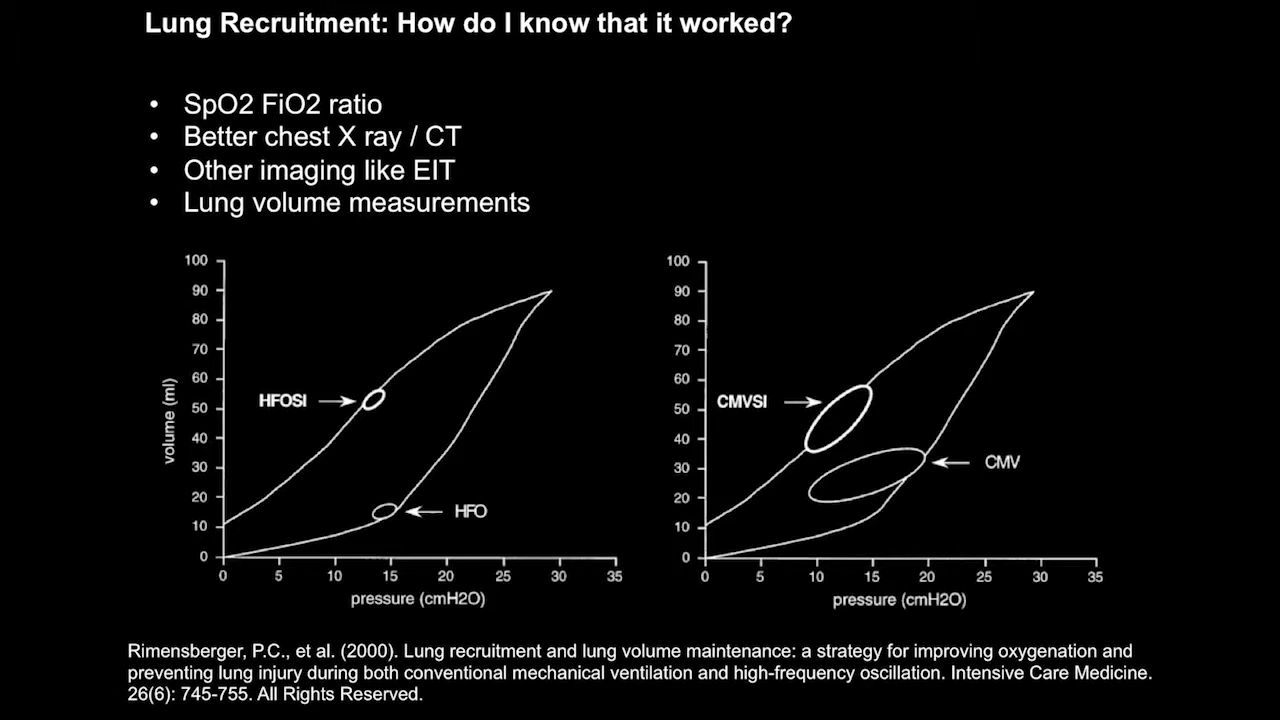 Lung Recruitment: How do I know that it worked?
• SpO2 FiO2 ratio
• Better chest X ray / CT
• Other imaging like EIT
• Lung volume measurements
100
90
80
70
60
50
40
30
20
10
0
volume (ml)
HFOSI
HFO
0 5 10 15 20 25 30 35
pressure (cmH2O)
100
90
80
70
60
50
40
30
20
10
0
CMVSI
CMV
0 5 10 15 20 25 30 35
pressure (cmH2O)
Rimensberger, P.C., et al. (2000). Lung recruitment and lung volume maintenance: a strategy for improving oxygenation and
preventing lung injury during both conventional mechanical ventilation and high-frequency oscillation. Intensive Care Medicine.
26(6): 745-755. All Rights Reserved.